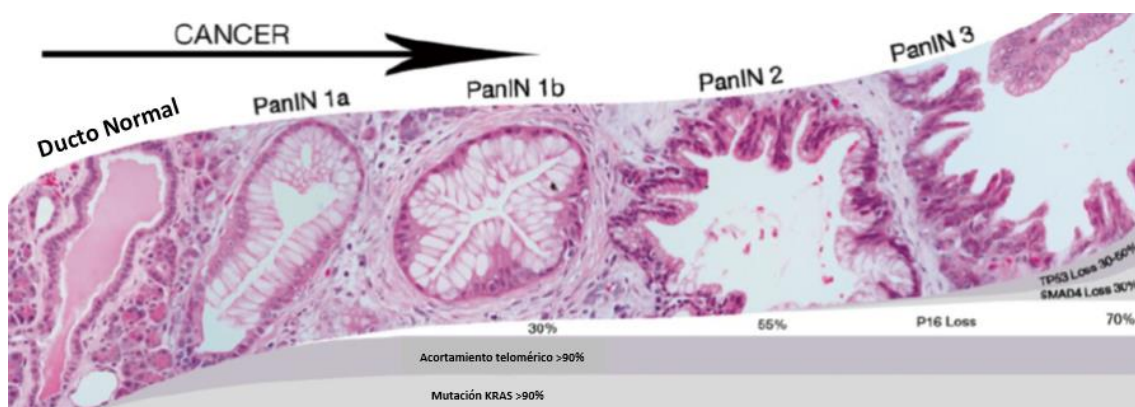 CANCER
Ducto Normal
PanIN 1a
PanIN 1b
PanIN 2
PanIN 3
TP53 Loss 30-50%
SMAD4 Loss 30%
30%
55%
P16 Loss
70%
Acortamiento telomérico >90%
Mutación KRAS >90%